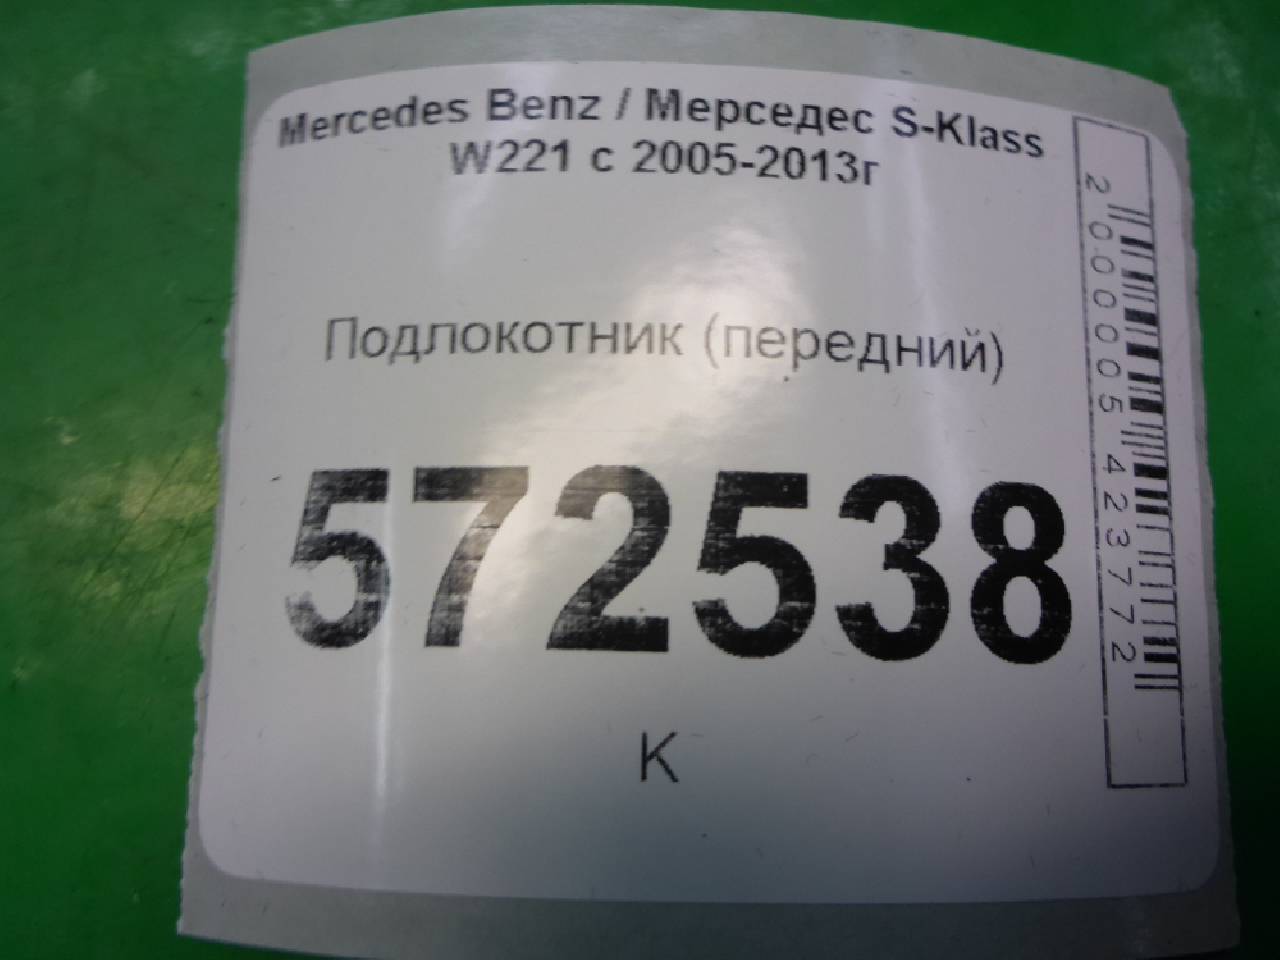 Mercedes Benz / Мерседес S-Klass
W221 с 2005-2013г
Подлокотник (передний)
572538
К
2000005423772